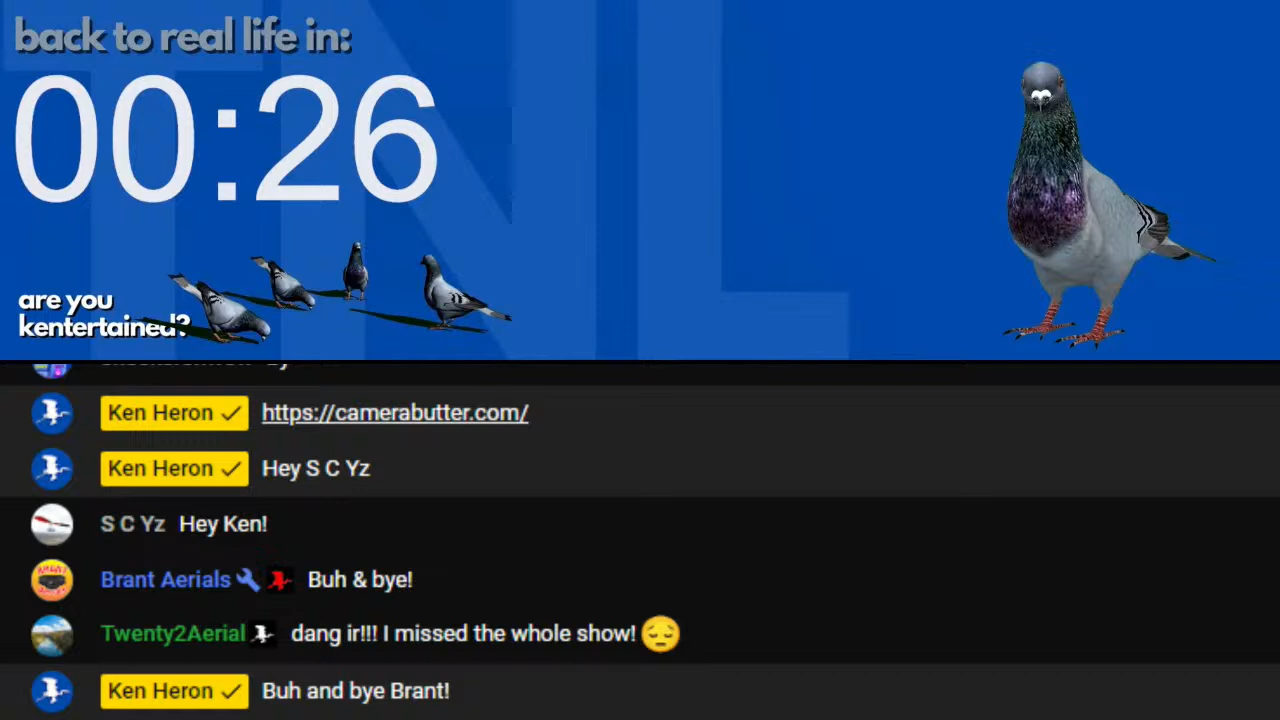 back to real life in:
00:26
are you
kentertained?
TNL
Ken Heron https://camerabutter.com/
Ken Heron Hey S C Yz
S C Yz Hey Ken!
Brant Aerials Buh & bye!
Twenty2Aerial dang ir!!! I missed the whole show!
Ken Heron Buh and bye Brant!